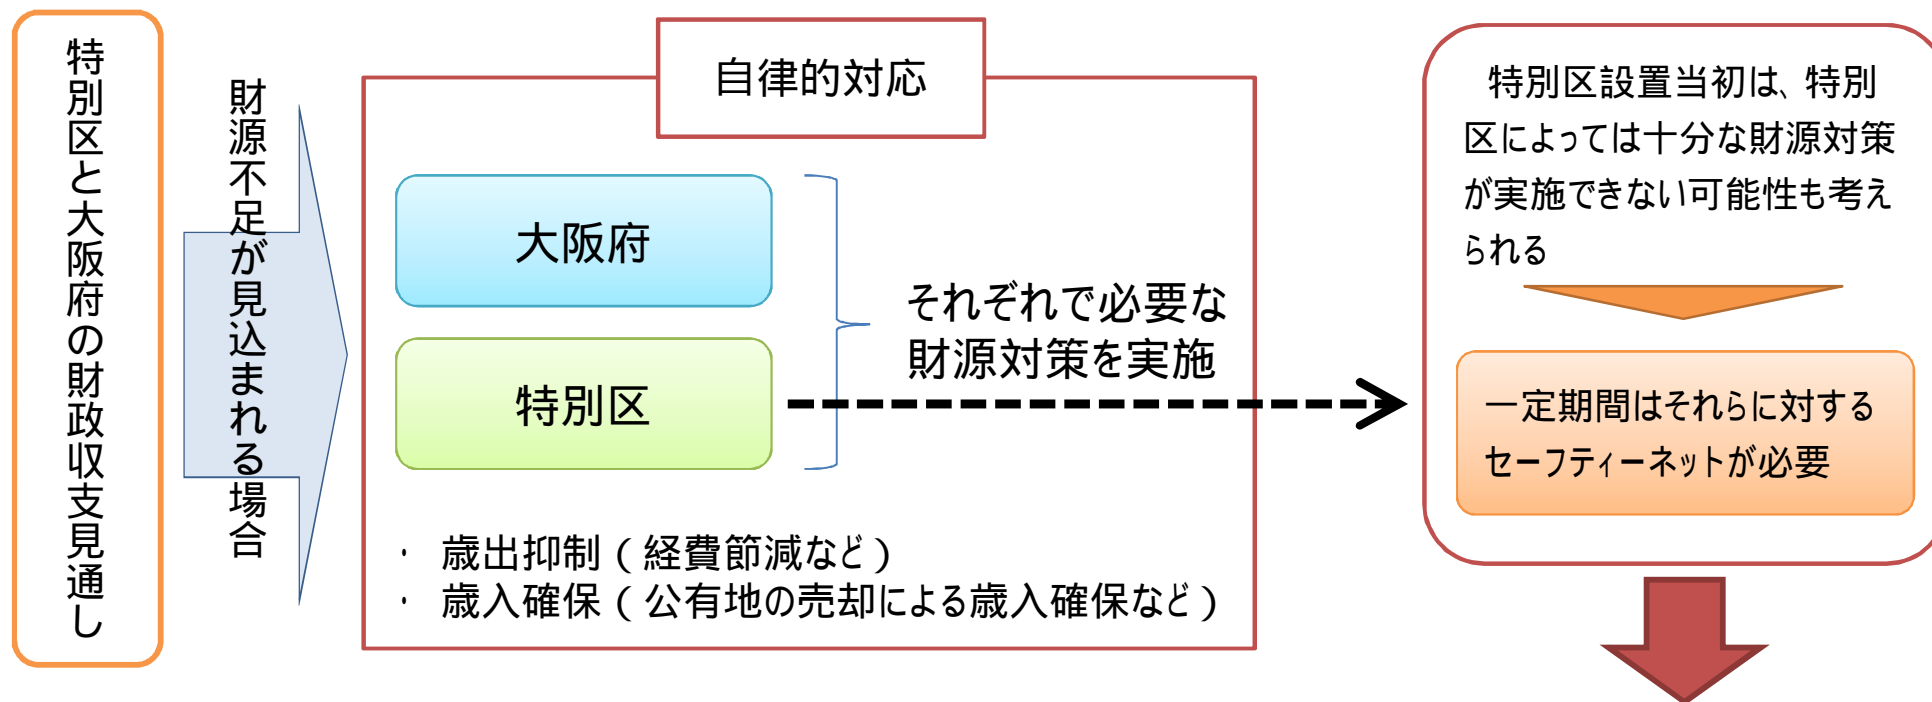 特別区と大阪府の財政収支見通し
財源不足が見込まれる場合
自律的対応
大阪府
特別区
それぞれで必要な
財源対策を実施
・ 歳出抑制（経費節減など）
・ 歳入確保（公有地の売却による歳入確保など）
特別区設置当初は、特別
区によっては十分な財源対策
が実施できない可能性も考え
られる
一定期間はそれらに対する
セーフティーネットが必要